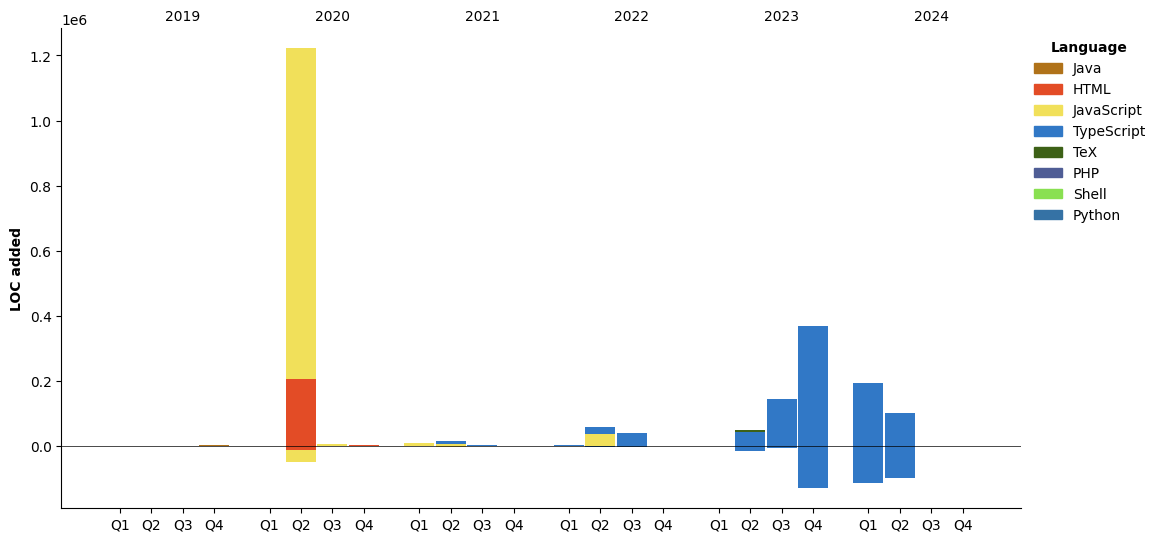 1e6
2019 2020 2021 2022 2023 2024
LOC added
1.2
1.0
0.8
0.6
0.4
0.2
0.0
Q1 Q2 Q3 Q4 Q1 Q2 Q3 Q4 Q1 Q2 Q3 Q4 Q1 Q2 Q3 Q4 Q1 Q2 Q3 Q4 Q1 Q2 Q3 Q4
Language
Java
HTML
JavaScript
TypeScript
TeX
PHP
Shell
Python